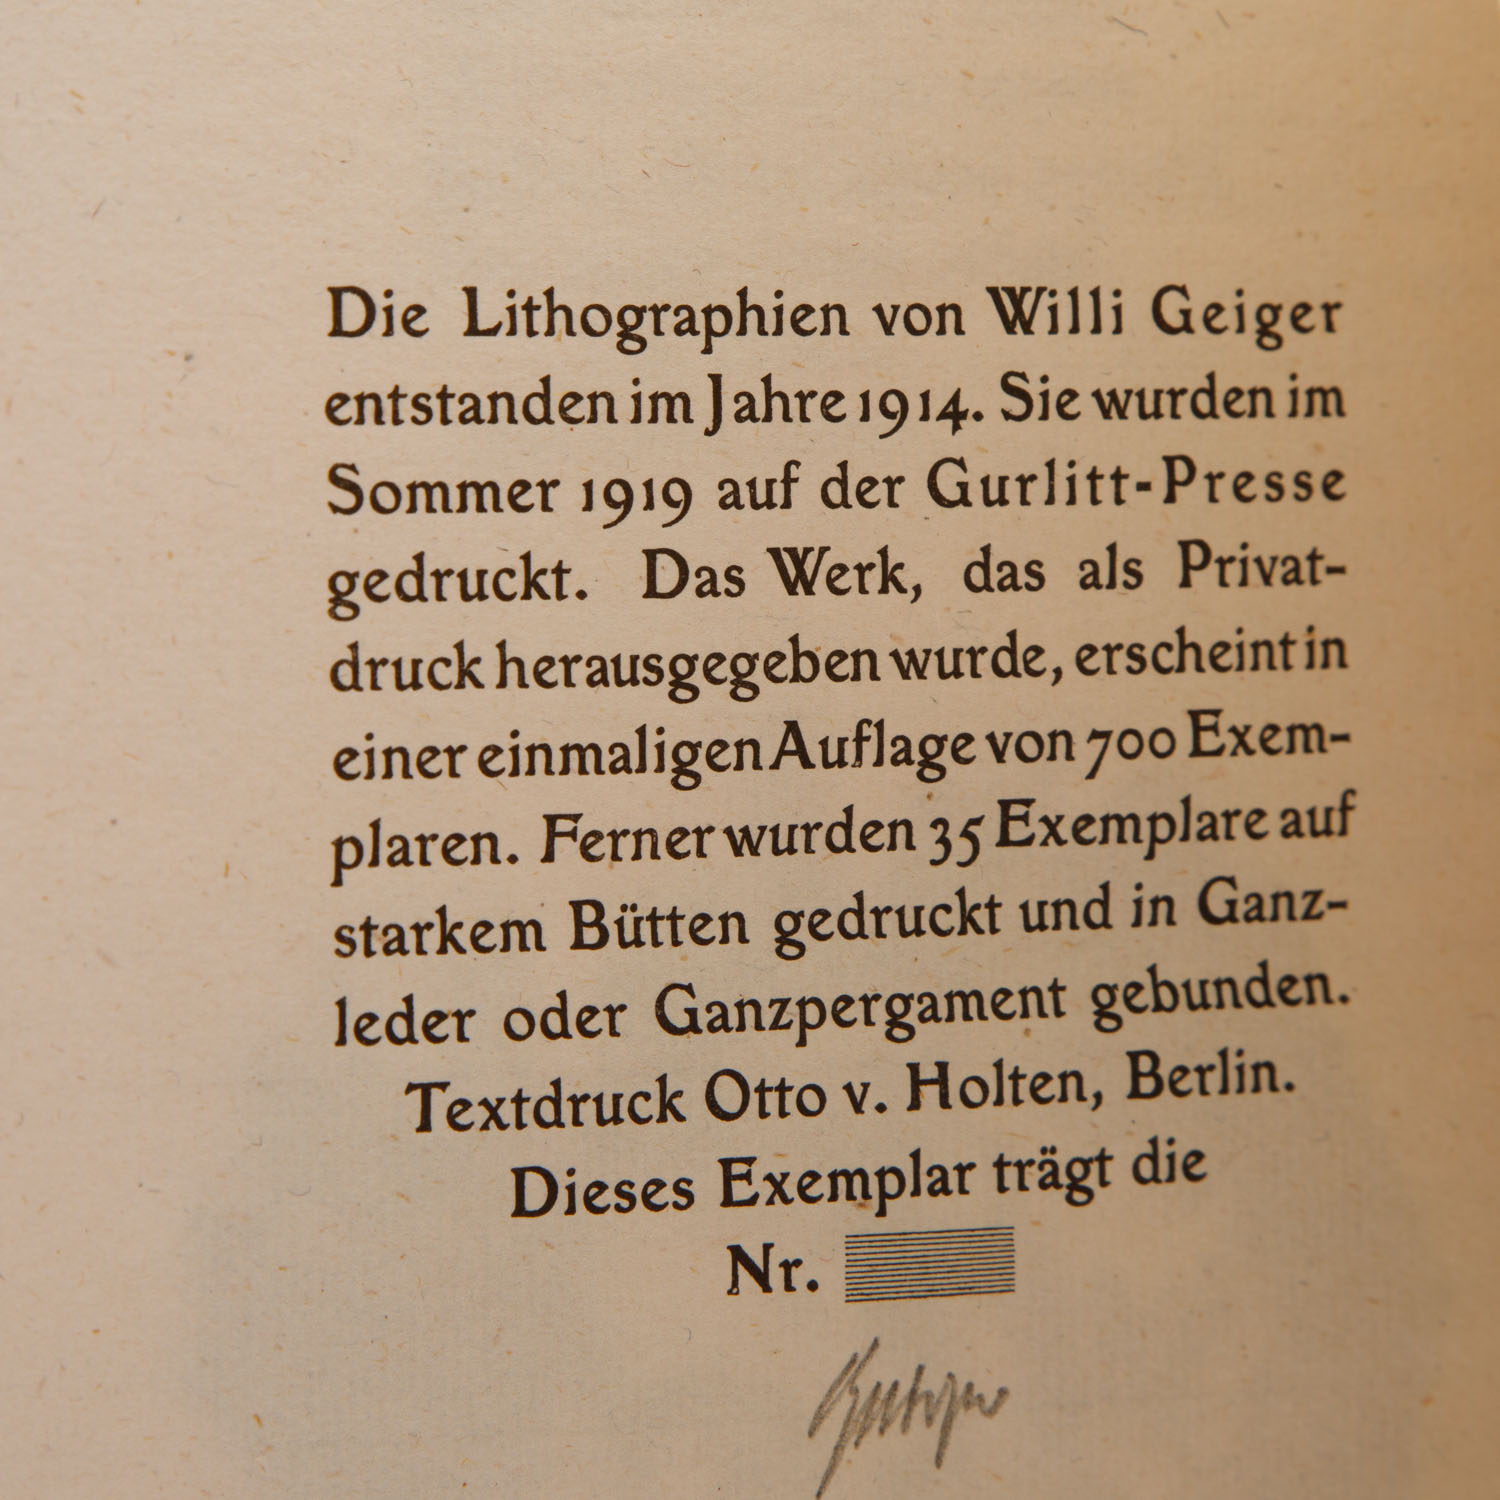 Die Lithographien von Willi Geiger
entstanden im Jahre 1914. Sie wurden im
Sommer 1919 auf der Gurlitt-Presse
gedruckt. Das Werk, das als Privat-
druck herausgegeben wurde, erscheint in
einer einmaligen Auflage von 700 Exem-
plaren. Ferner wurden 35 Exemplare auf
starkem Bütten gedruckt und in Ganz-
leder oder Ganzpergament gebunden.
Textdruck Otto v. Holten, Berlin.
Dieses Exemplar trägt die
Nr.